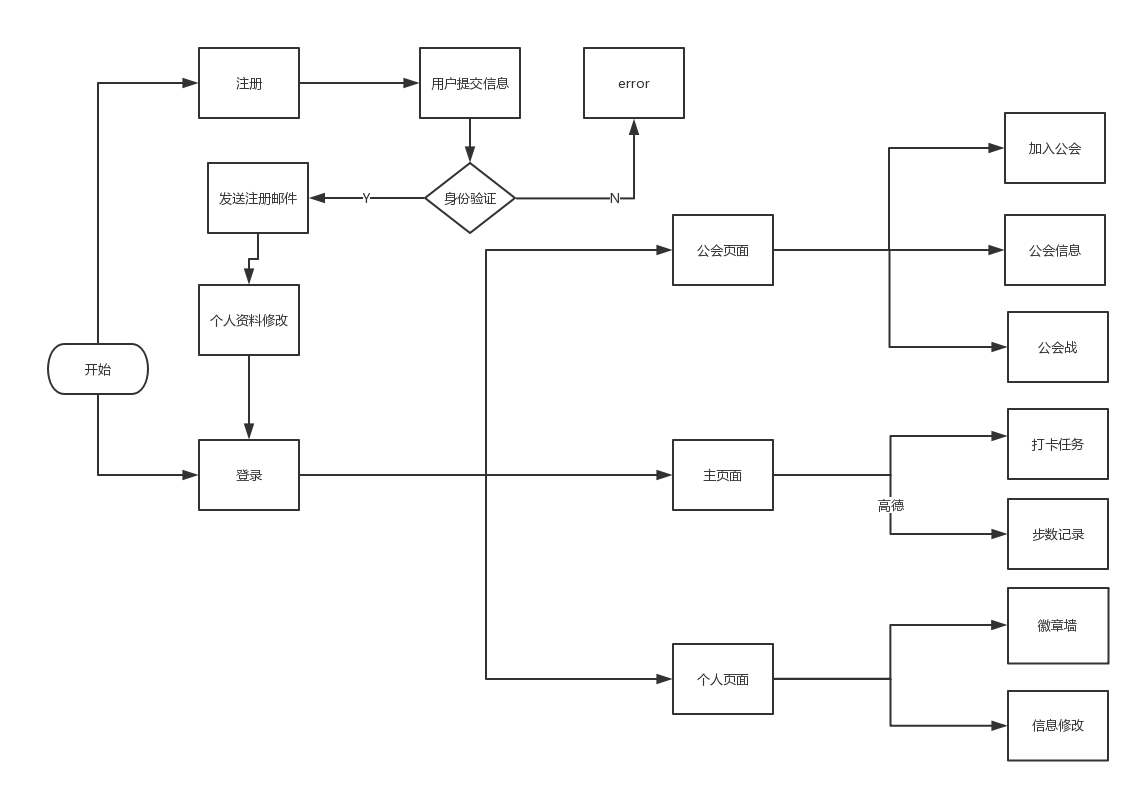 注册
用户提交信息
error
加入公会
发送注册邮件
Y
身份验证
N
公会页面
公会信息
个人资料修改
公会战
开始
打卡任务
登录
主页面
高德
步数记录
徽章墙
个人页面
信息修改